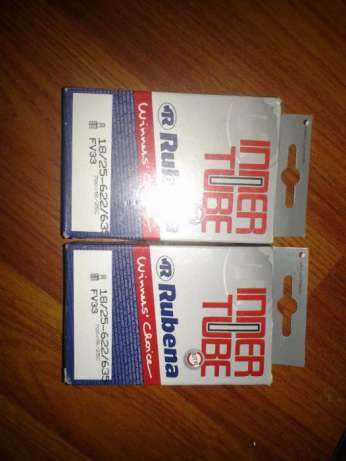 INNER
TUBE
Rubena
Winners' Choice
18/25-622/635
FV33
INNER
TUBE
Rubena
Winners' Choice
18/25-622/635
FV33